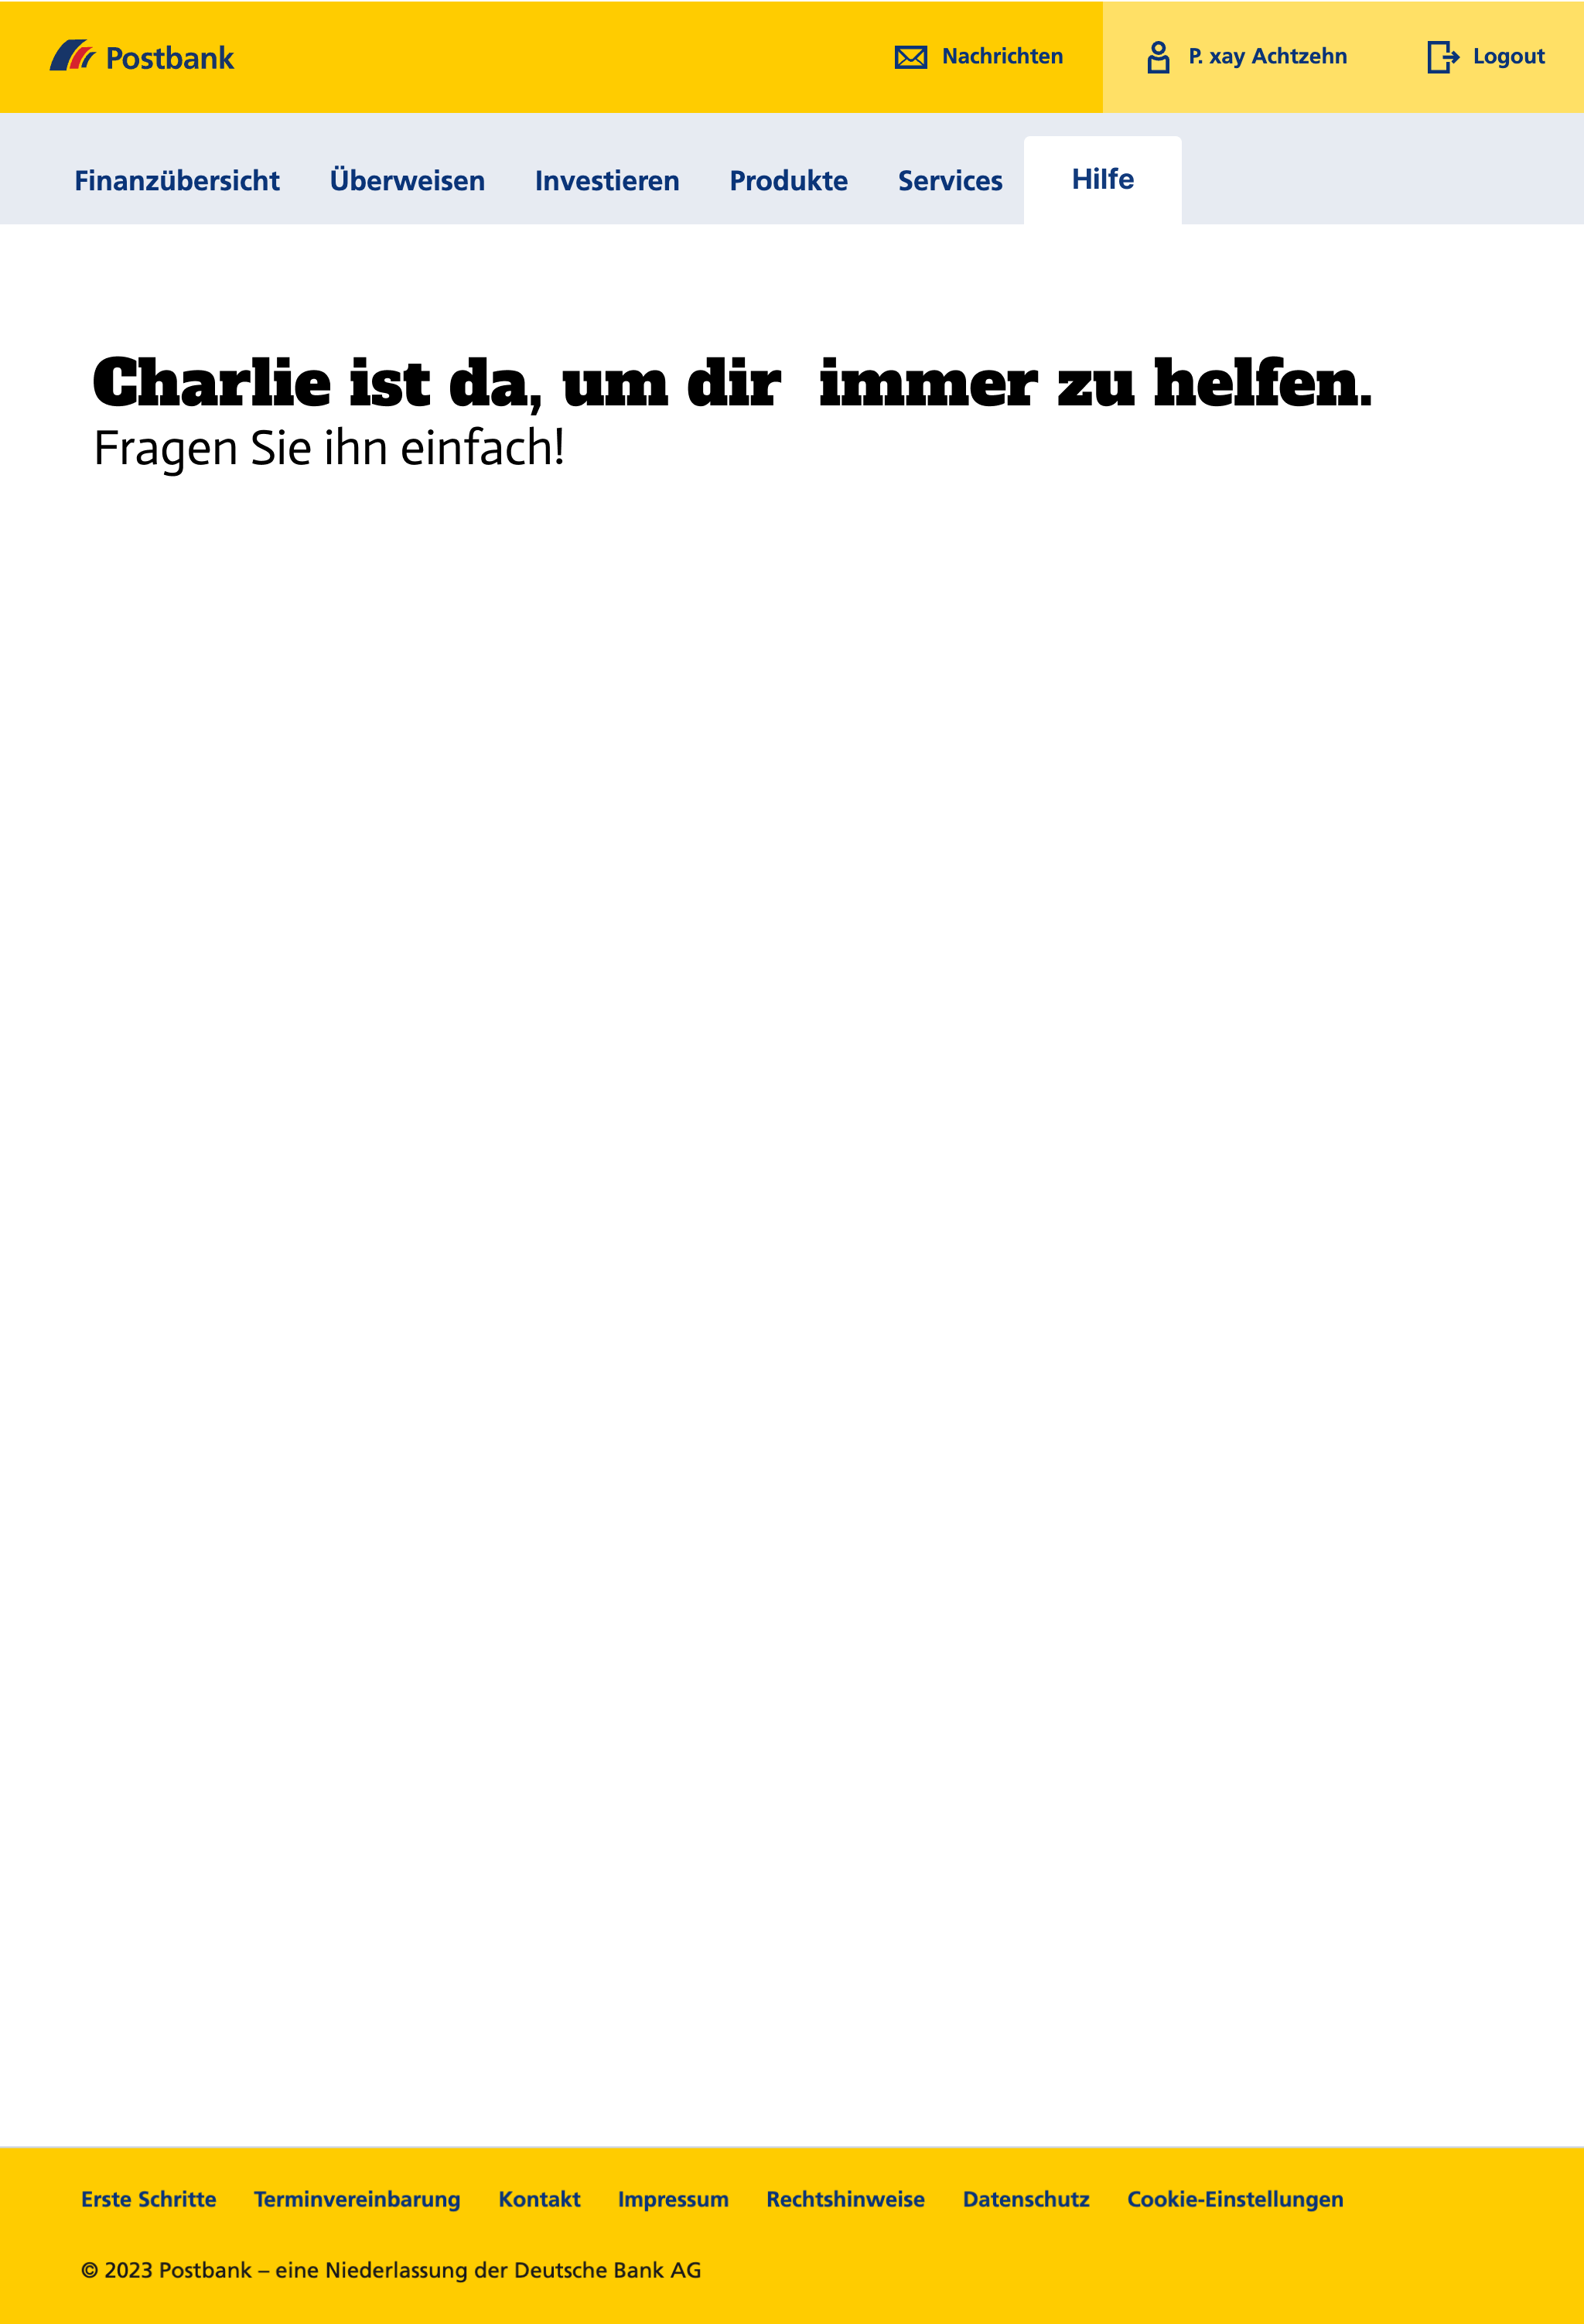 Postbank Nachrichten P. xay Achtzehn Logout
Finanzübersicht Überweisen Investieren Produkte Services Hilfe
Charlie ist da, um dir  immer zu helfen.
Fragen Sie ihn einfach!
Erste Schritte Terminvereinbarung Kontakt Impressum Rechtshinweise Datenschutz Cookie-Einstellungen
© 2023 Postbank – eine Niederlassung der Deutsche Bank AG